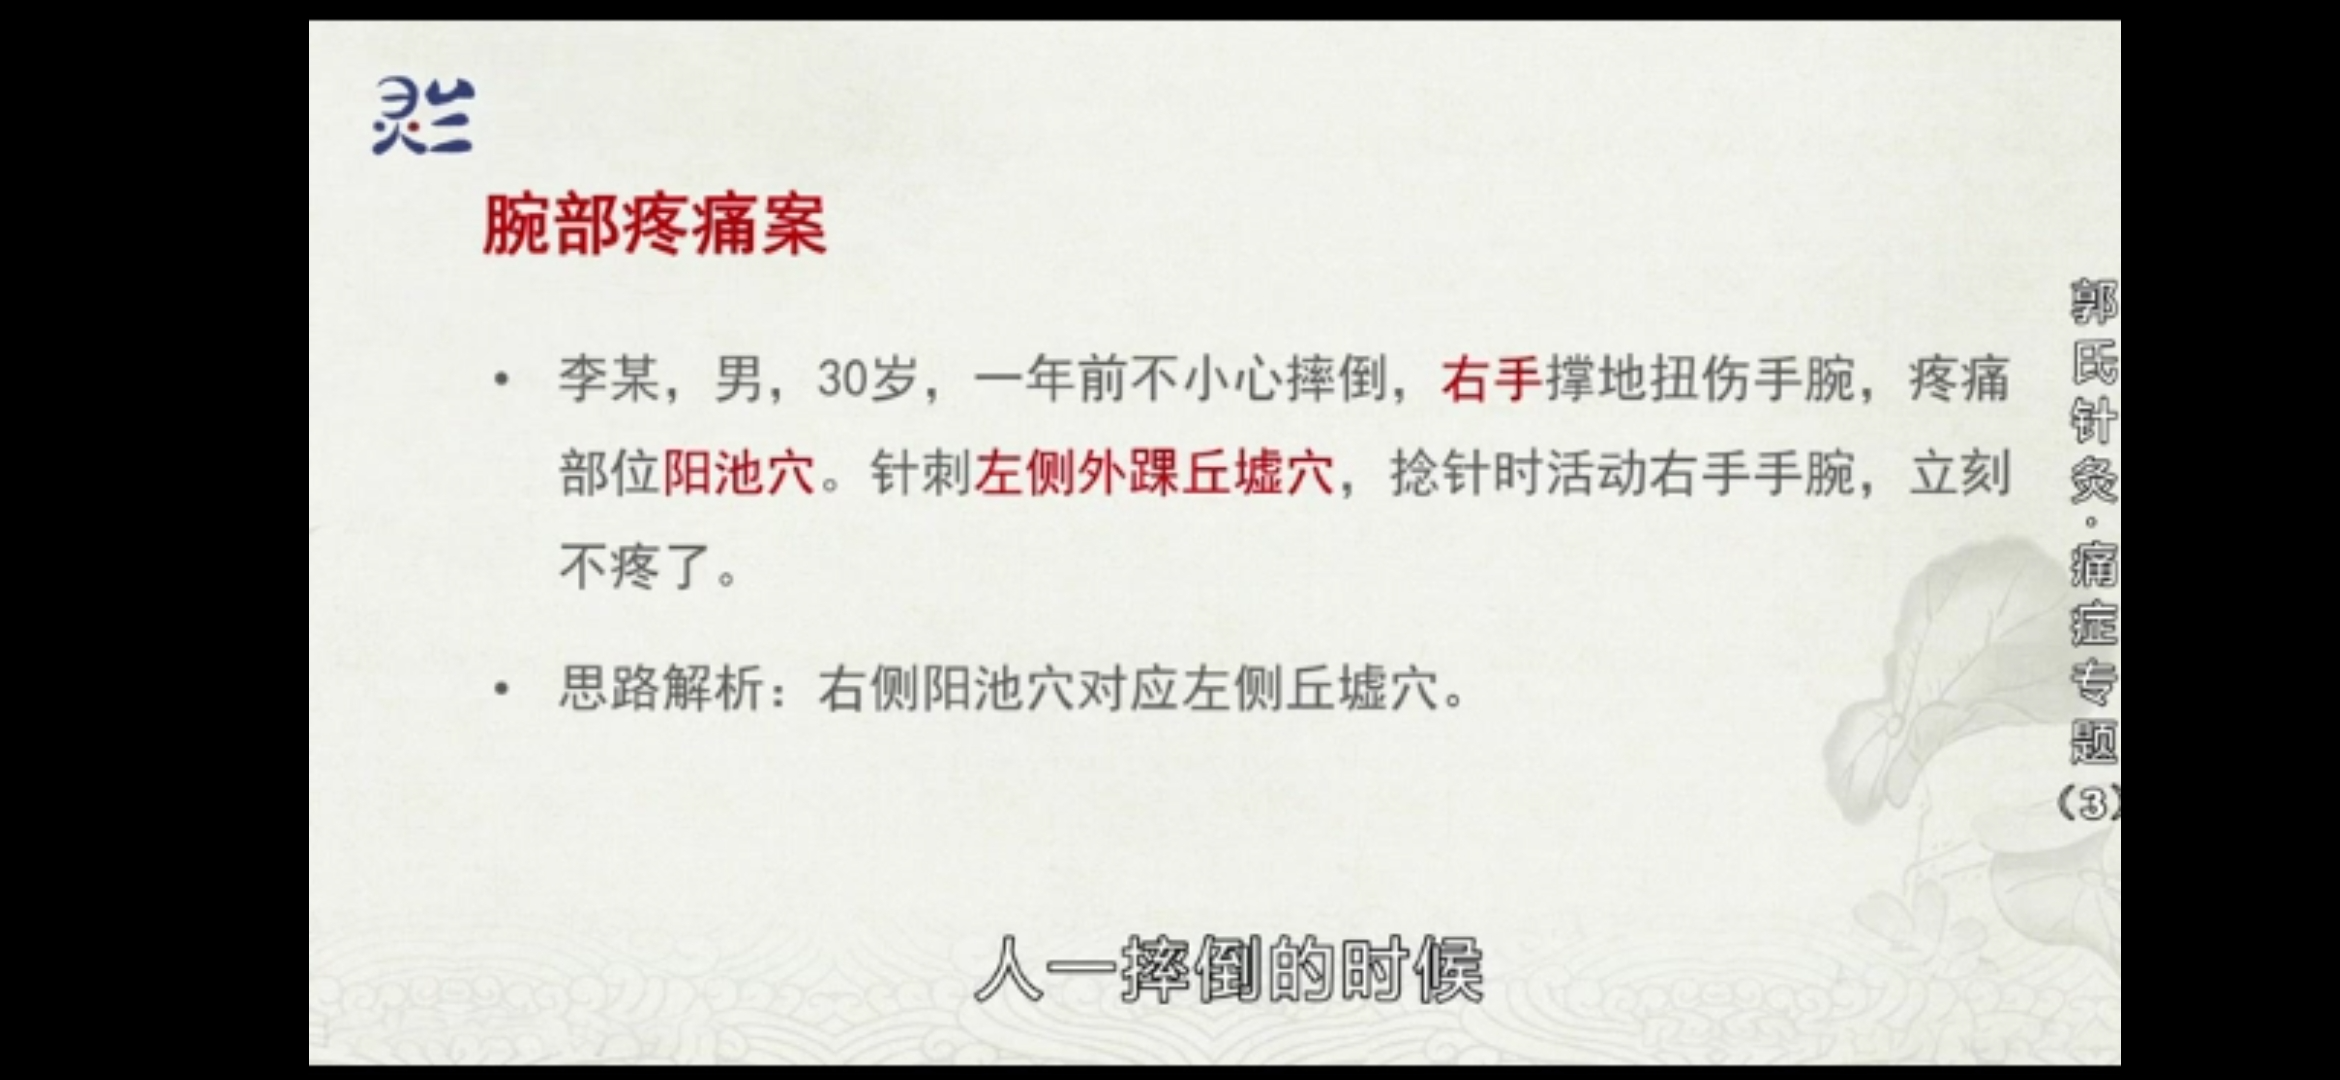 灵兰
腕部疼痛案
• 李某，男，30岁，一年前不小心摔倒，右手撑地扭伤手腕，疼痛
部位阳池穴。针刺左侧外踝丘墟穴，捻针时活动右手手腕，立刻
不疼了。
• 思路解析：右侧阳池穴对应左侧丘墟穴。
郭氏针灸·痛症专题（3）
人一摔倒的时候